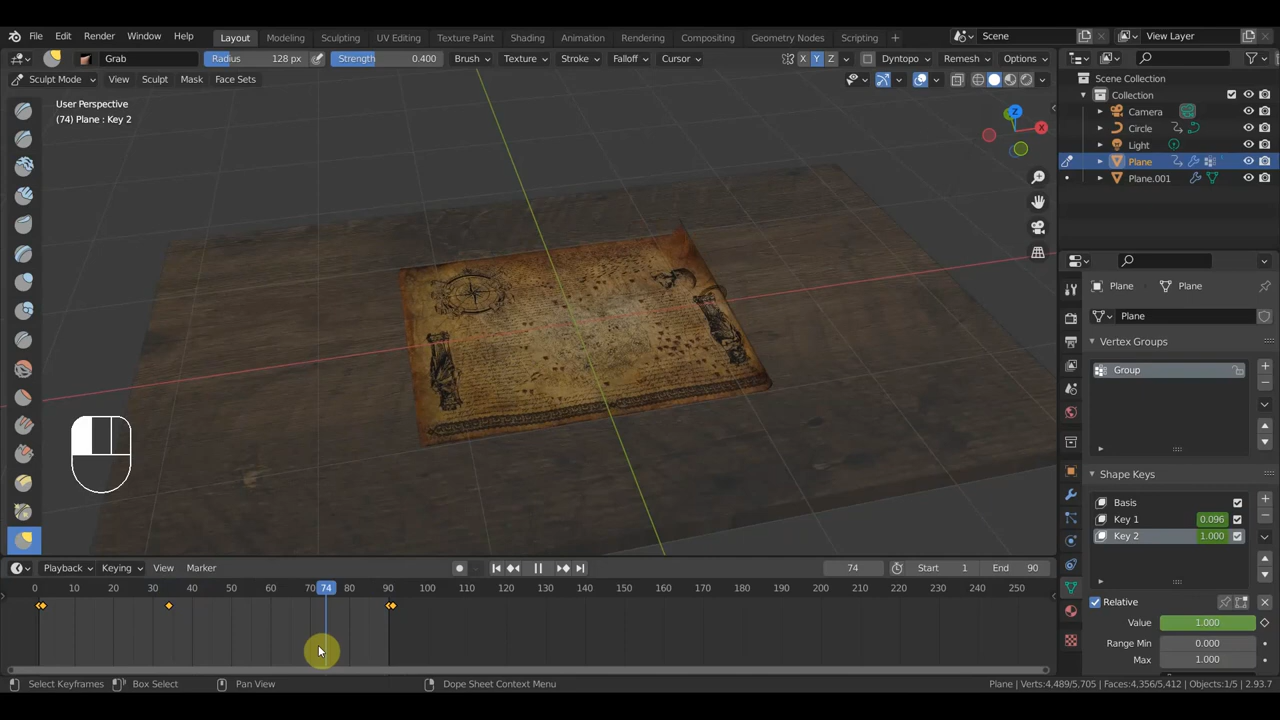 File Edit Render Window Help Layout Modeling Sculpting UV Editing Texture Paint Shading Animation Rendering Compositing Geometry Nodes Scripting + Scene View Layer
Grab Radius 128 px Strength 0.400 Brush Texture Stroke Falloff Cursor X Y Z Dyntopo Remesh Options
Sculpt Mode View Sculpt Mask Face Sets
Scene Collection
Collection
Camera
Circle
Light
Plane
Plane.001
User Perspective
(74) Plane : Key 2
Z
X
Plane Plane
Plane
Vertex Groups
Group
Shape Keys
Basis
Key 1 0.096
Key 2 1.000
Relative
Value 1.000
Range Min 0.000
Max 1.000
Playback Keying View Marker 74 Start 1 End 90
0 10 20 30 40 50 60 70 74 80 90 100 110 120 130 140 150 160 170 180 190 200 210 220 230 240 250
Select Keyframes Box Select Pan View Dope Sheet Context Menu Plane | Verts:4,489/5,705 | Faces:4,356/5,412 | Objects:1/5 | 2.93.7